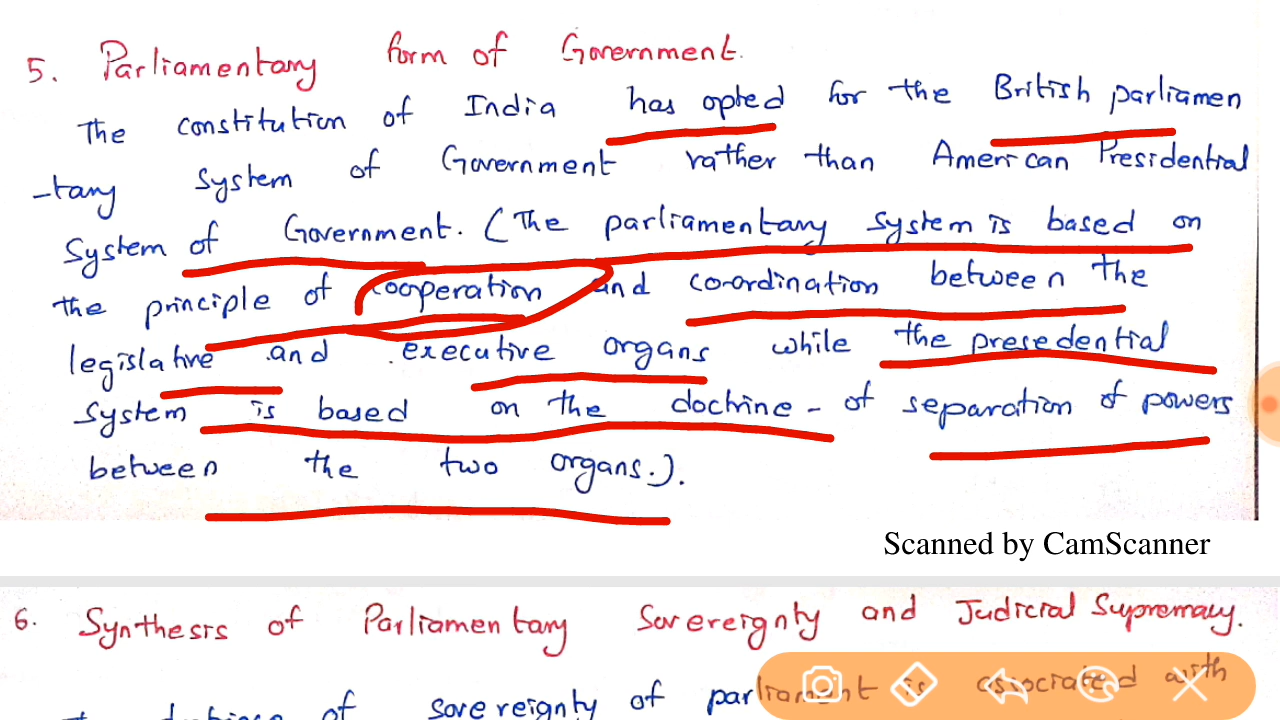 5. Parliamentary form of Government.
The constitution of India has opted for the British parliamen
-tary system of Government rather than American Presidential
System of Government. (The parliamentary system is based on
the principle of cooperation and co-ordination between the
legislative and executive organs while the presedential
system is based on the doctrine - of separation of powers
between the two organs.).
Scanned by CamScanner
6. Synthesis of Parliamentary Sovereignty and Judicial Supremacy.
of sovereignty of parliament is associated with